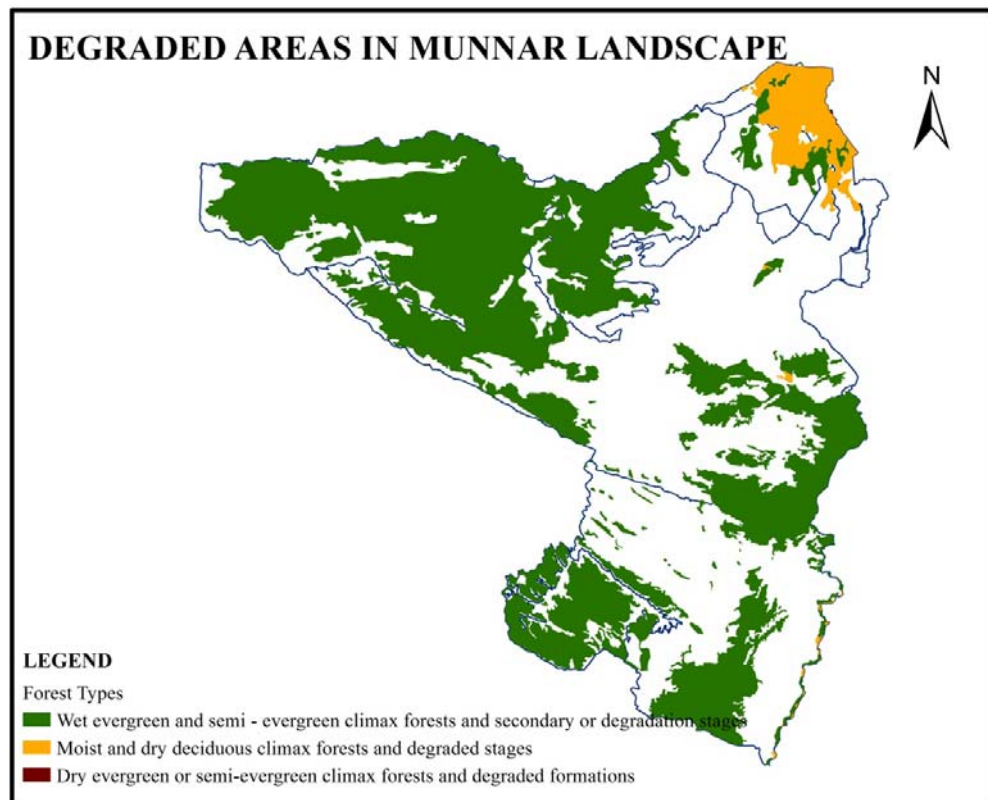 DEGRADED AREAS IN MUNNAR LANDSCAPE
N
LEGEND
Forest Types
Wet evergreen and semi - evergreen climax forests and secondary or degradation stages
Moist and dry deciduous climax forests and degraded stages
Dry evergreen or semi-evergreen climax forests and degraded formations